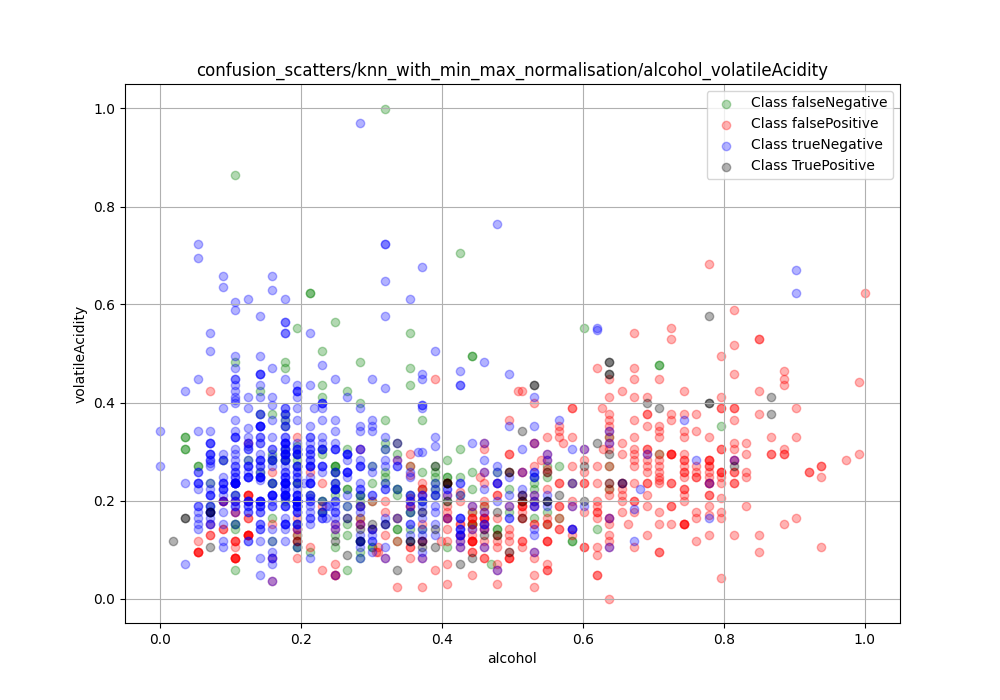 confusion_scatters/knn_with_min_max_normalisation/alcohol_volatileAcidity
Class falseNegative
Class falsePositive
Class trueNegative
Class TruePositive
1.0
0.8
0.6
0.4
0.2
0.0
volatileAcidity
0.0 0.2 0.4 0.6 0.8 1.0
alcohol